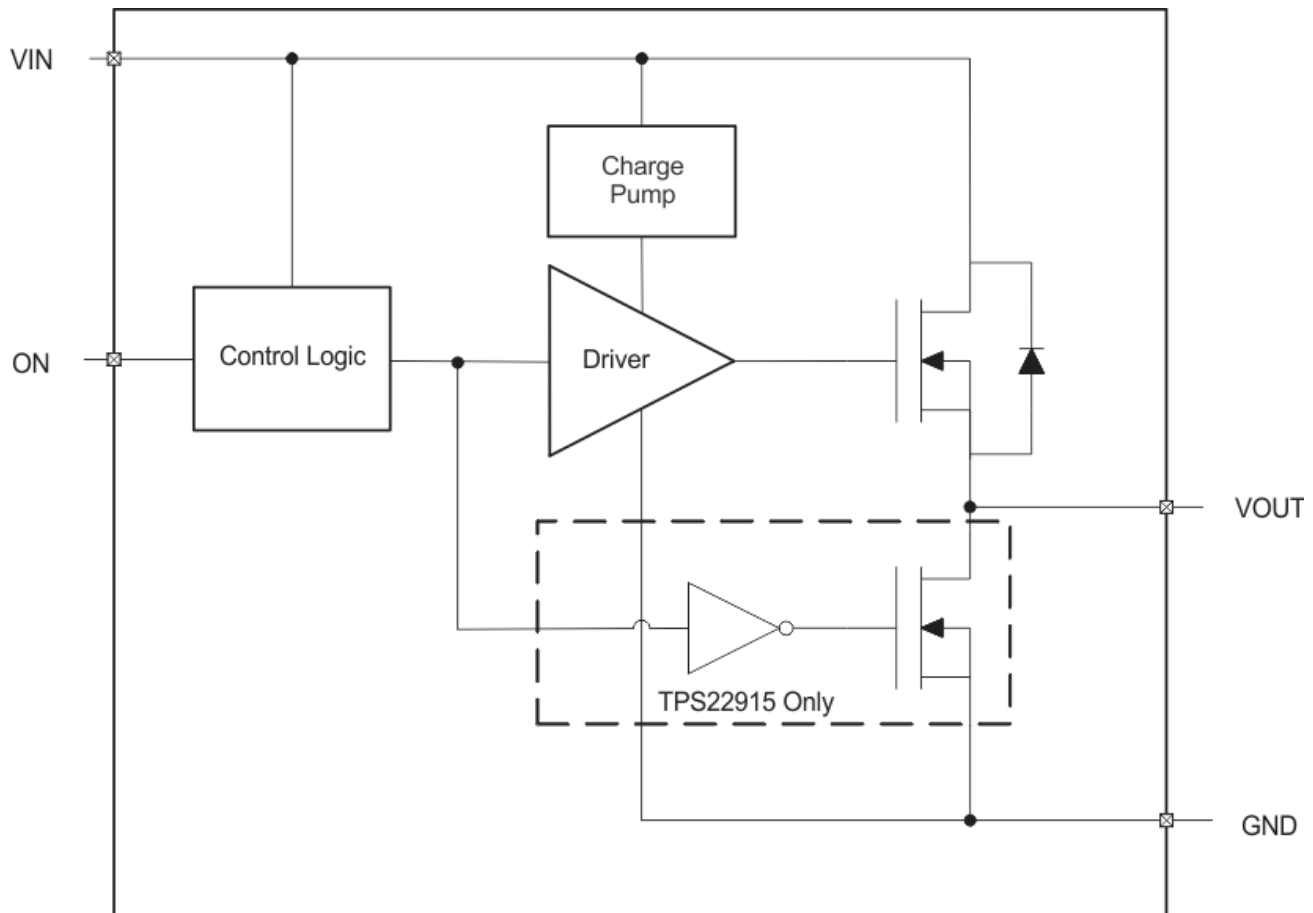 VIN
Charge
Pump
ON
Control Logic
Driver
VOUT
TPS22915 Only
GND